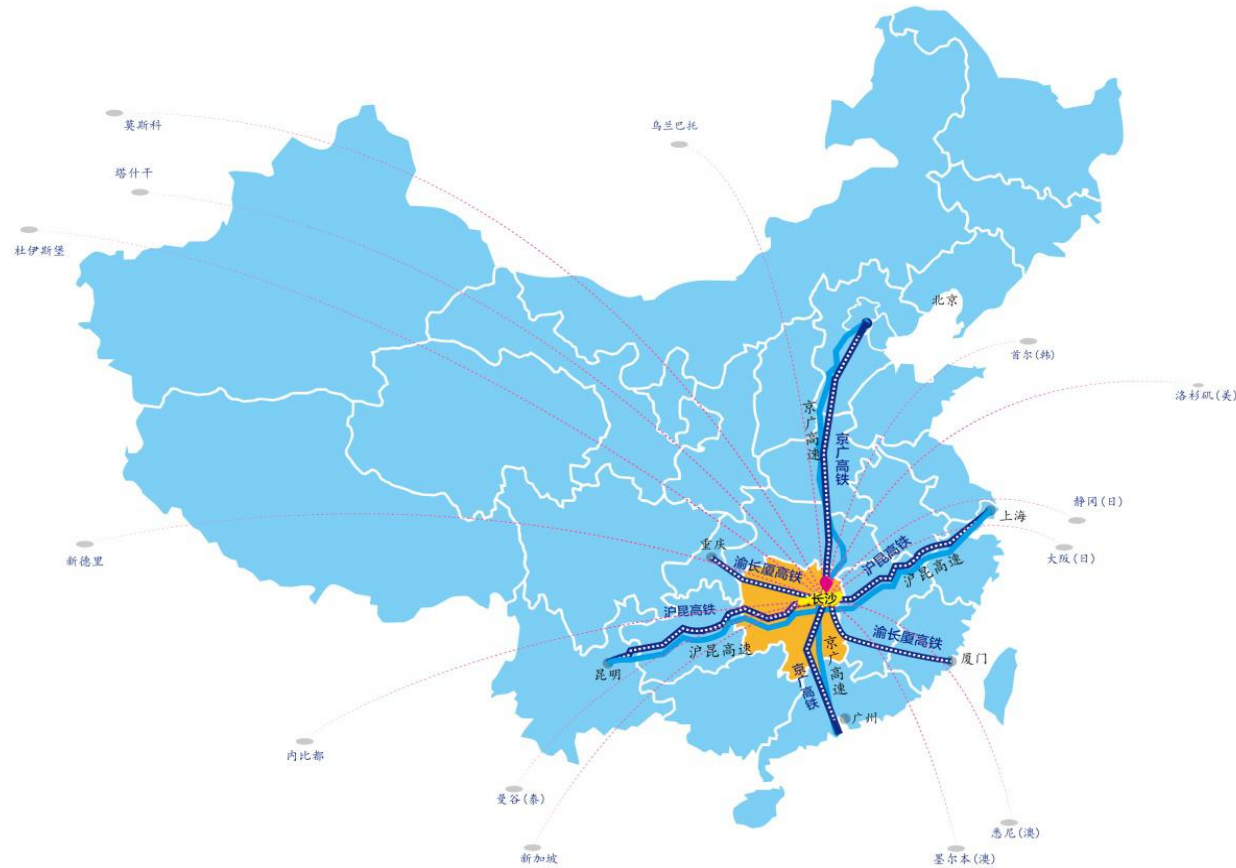 莫斯科
乌兰巴托
塔什干
杜伊斯堡
北京
首尔(韩)
洛杉矶(美)
京广高速
京广高铁
静冈(日)
上海
大阪(日)
新德里
重庆
渝长厦高铁
沪昆高铁
沪昆高速
长沙
沪昆高铁
沪昆高速
昆明
渝长厦高铁
厦门
京广高速
京广高铁
广州
内比都
曼谷(泰)
新加坡
悉尼(澳)
墨尔本(澳)